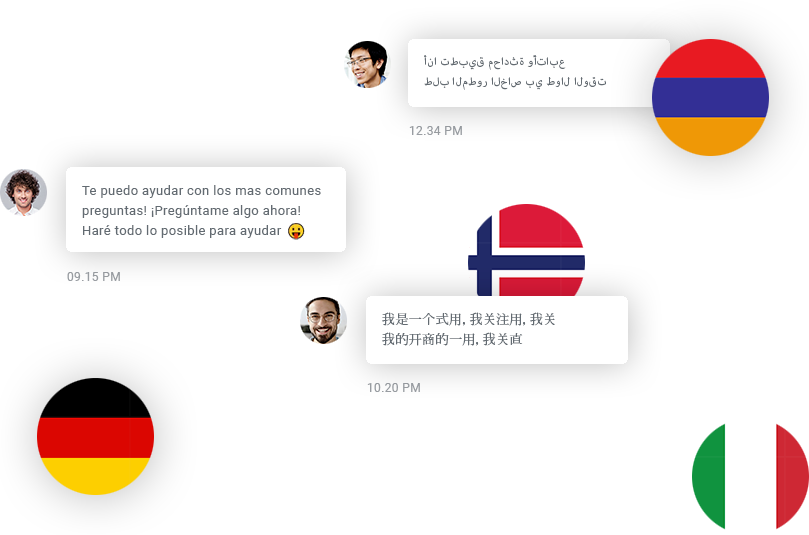 أنا تطبيق محادثة وأتابع
طلب المطور الخاص بي طوال الوقت
12.34 PM
Te puedo ayudar con los mas comunes
preguntas! ¡Pregúntame algo ahora!
Haré todo lo posible para ayudar 😛
09.15 PM
我是一个式用, 我关注用, 我关
我的开商的一用, 我关直
10.20 PM